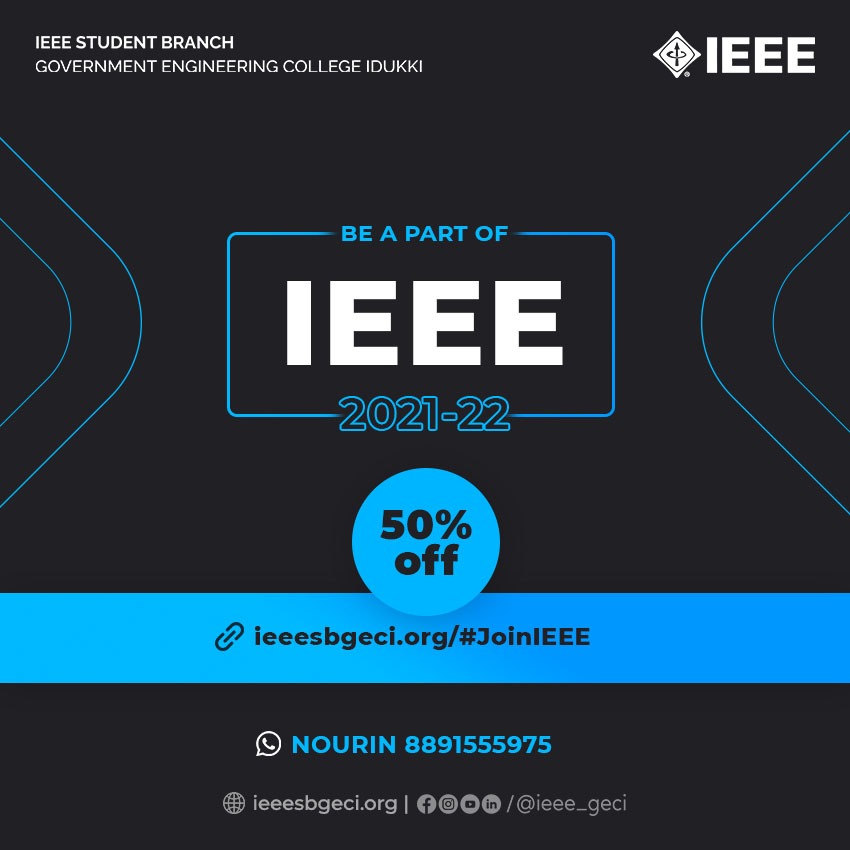 IEEE STUDENT BRANCH
GOVERNMENT ENGINEERING COLLEGE IDUKKI
IEEE
BE A PART OF
IEEE
2021-22
50%
off
ieeesbgeci.org/#JoinIEEE
NOURIN 8891555975
ieeesbgeci.org | / @ieee_geci